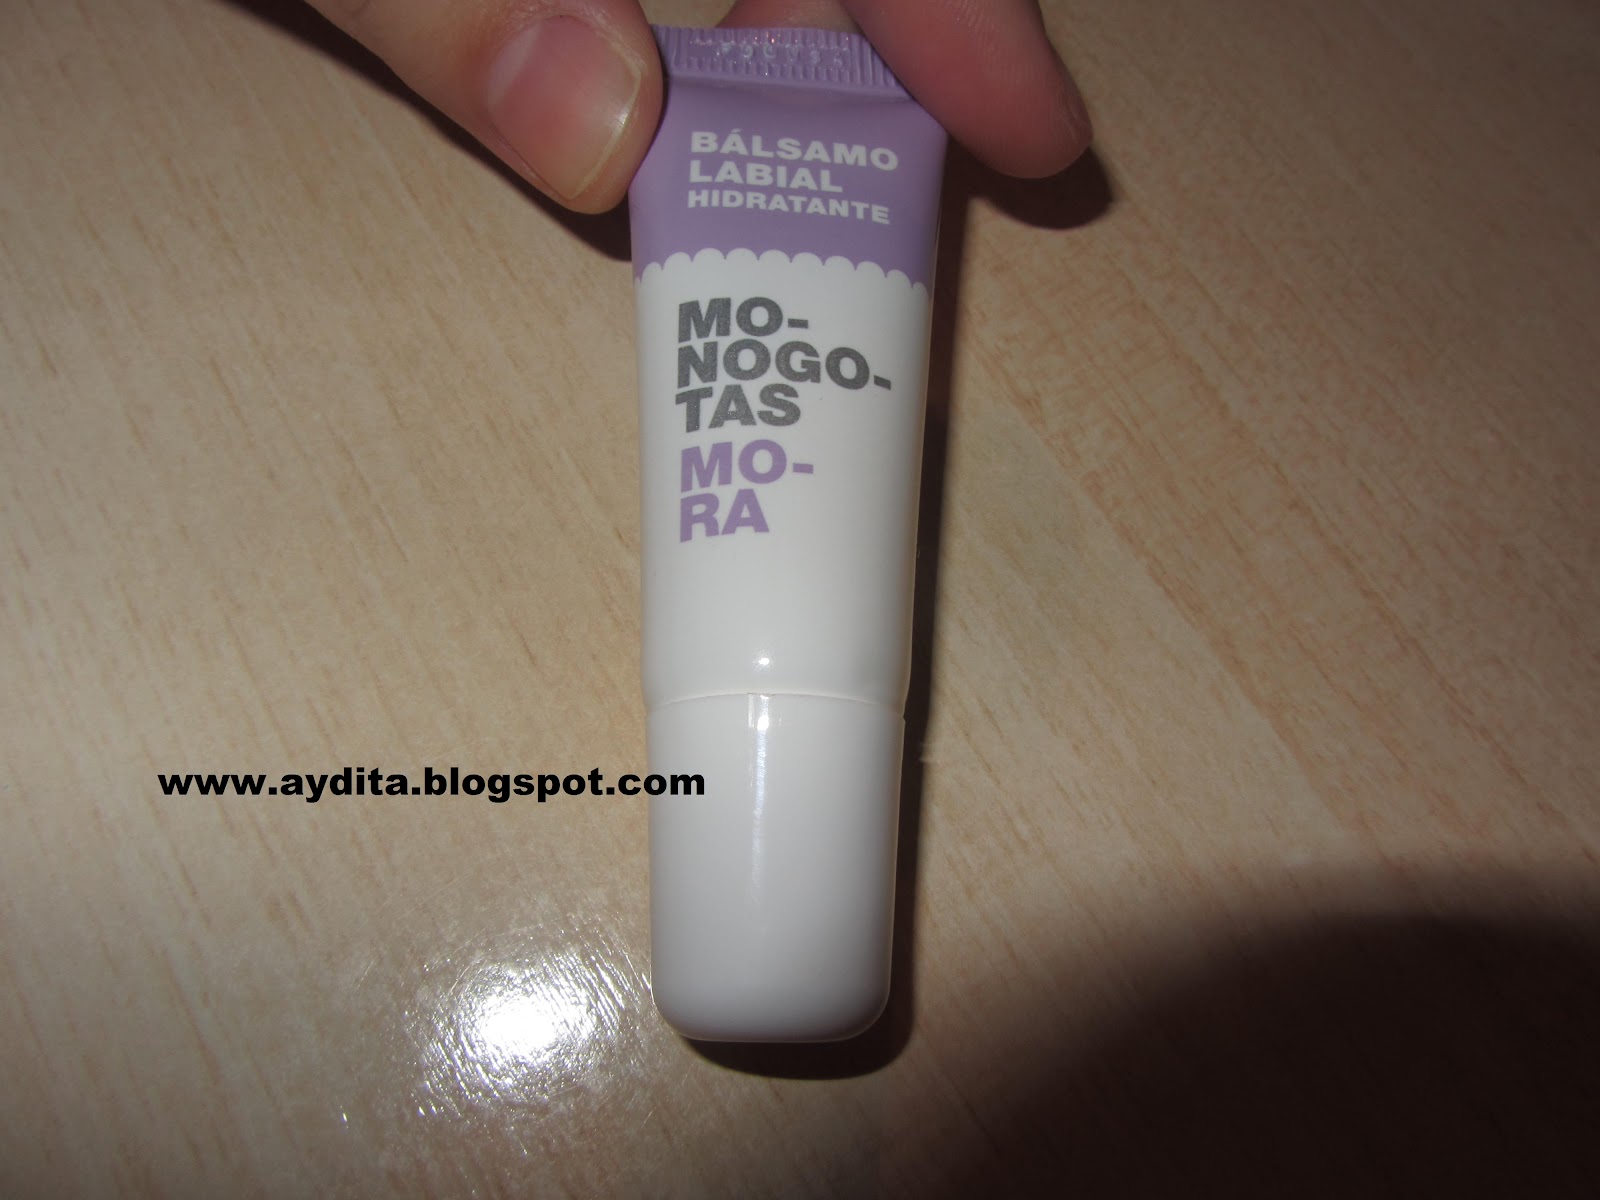 BÁLSAMO
LABIAL
HIDRATANTE
MO-
NOGO-
TAS
MO-
RA
www.aydita.blogspot.com